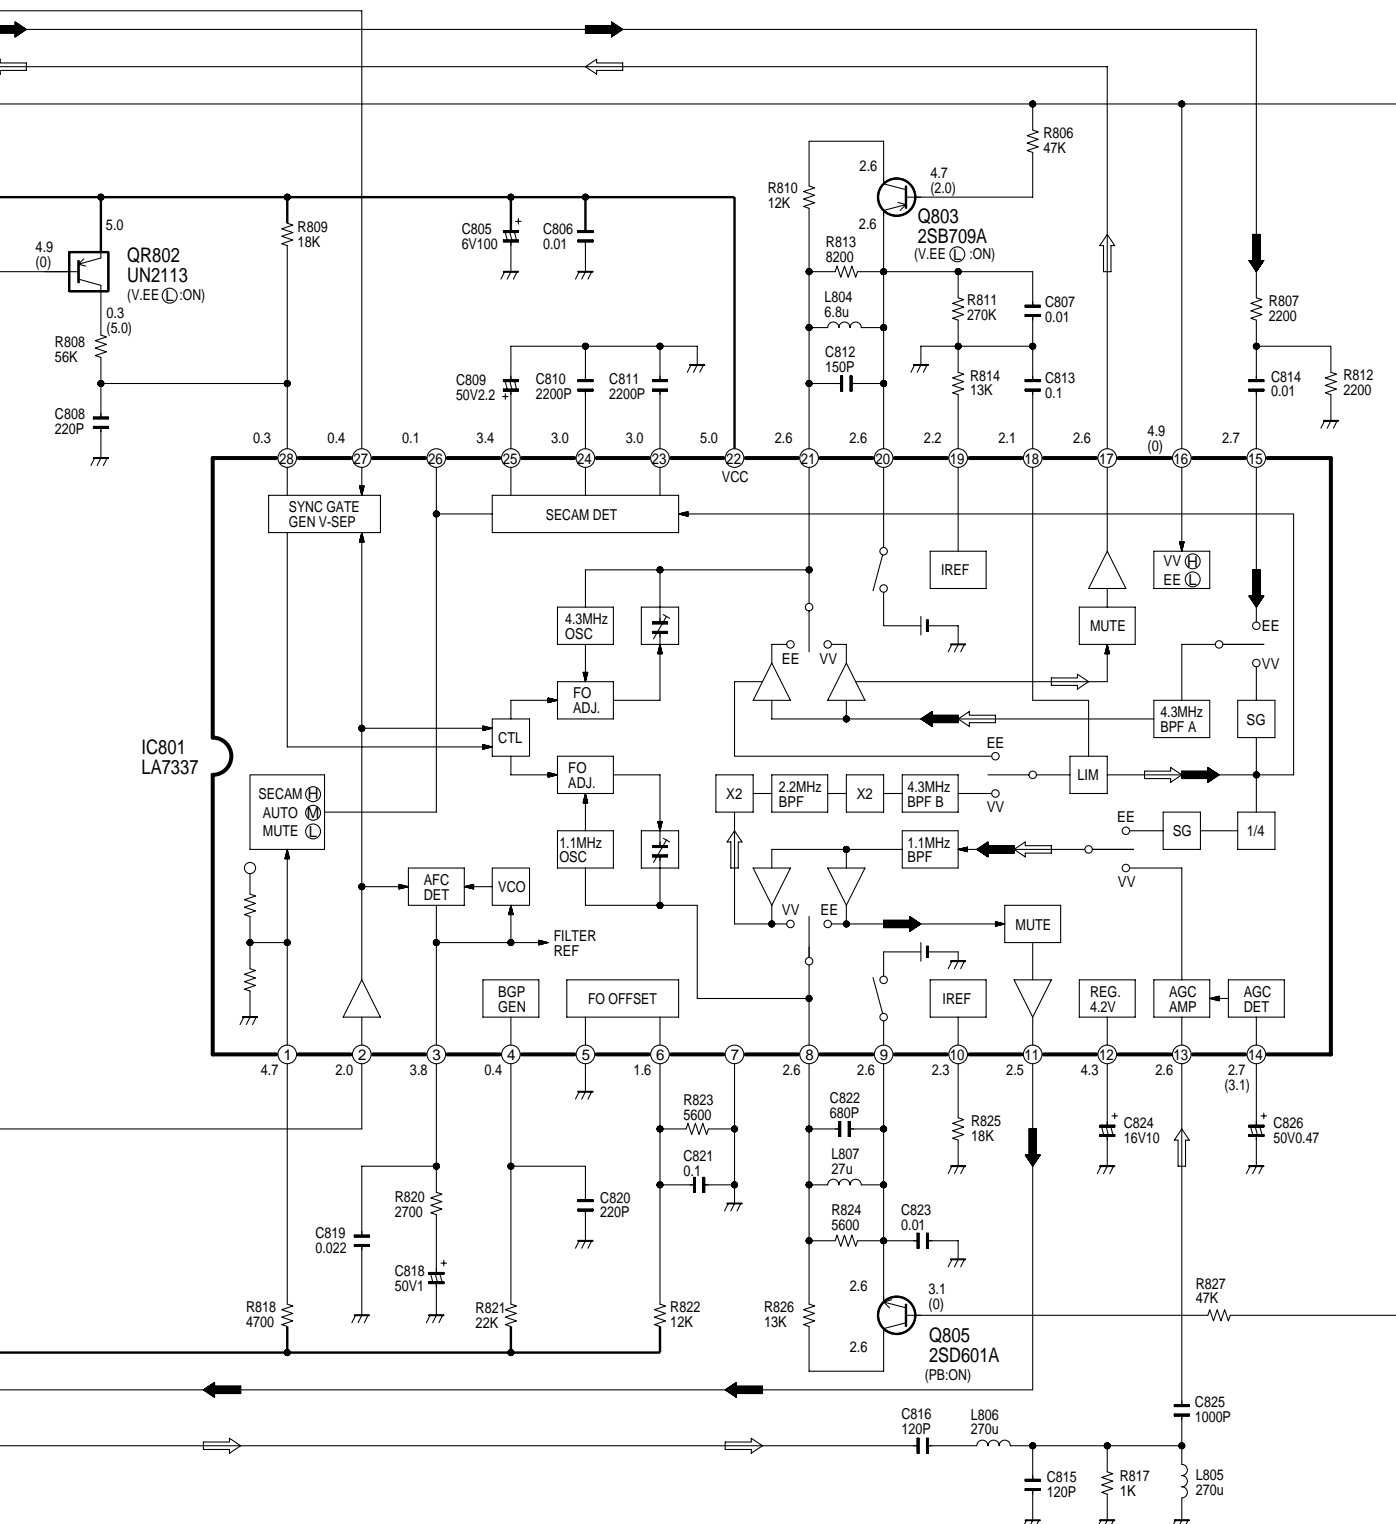 R806
47K
2.6
4.7
(2.0)
R810
12K
Q803
2SB709A
(V.EE Ⓛ :ON)
2.6
5.0
4.9
(0)
QR802
UN2113
(V.EE Ⓛ :ON)
0.3
(5.0)
R809
18K
C805
6V100
+
C806
0.01
R813
8200
L804
6.8u
R811
270K
C807
0.01
R807
2200
R808
56K
C808
220P
C809
50V2.2
+
C810
2200P
C811
2200P
C812
150P
R814
13K
C813
0.1
C814
0.01
R812
2200
0.3
0.4
0.1
3.4
3.0
3.0
5.0
2.6
2.6
2.2
2.1
2.6
4.9
(0)
2.7
28
27
26
25
24
23
22
21
20
19
18
17
16
15
VCC
SYNC GATE
GEN V-SEP
SECAM DET
4.3MHz
OSC
IREF
VV Ⓗ
EE Ⓛ
MUTE
EE
VV
EE
VV
FO
ADJ.
4.3MHz
BPF A
SG
CTL
IC801
LA7337
EE
FO
ADJ.
LIM
X2
2.2MHz
BPF
X2
4.3MHz
BPF B
VV
SECAM Ⓗ
AUTO Ⓜ
MUTE Ⓛ
1.1MHz
OSC
1.1MHz
BPF
EE
SG
1/4
VV
AFC
DET
VCO
VV
EE
MUTE
FILTER
REF
BGP
GEN
FO OFFSET
IREF
REG.
4.2V
AGC
AMP
AGC
DET
1
2
3
4
5
6
7
8
9
10
11
12
13
14
4.7
2.0
3.8
0.4
1.6
2.6
2.6
2.3
2.5
4.3
2.6
2.7
(3.1)
R823
5600
C822
680P
R825
18K
+
C824
16V10
+
C826
50V0.47
C821
0.1
L807
27u
R820
2700
C820
220P
R824
5600
C823
0.01
C819
0.022
C818
50V1
+
R818
4700
R821
22K
R822
12K
R826
13K
2.6
3.1
(0)
R827
47K
2.6
Q805
2SD601A
(PB:ON)
C816
120P
L806
270u
C825
1000P
C815
120P
R817
1K
L805
270u